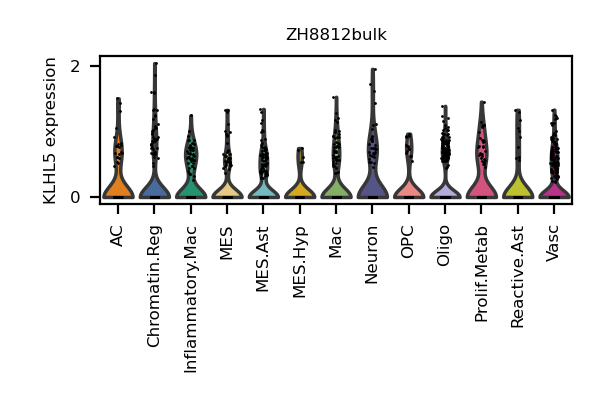 ZH8812bulk
KLHL5 expression
2
0
AC
Chromatin.Reg
Inflammatory.Mac
MES
MES.Ast
MES.Hyp
Mac
Neuron
OPC
Oligo
Prolif.Metab
Reactive.Ast
Vasc